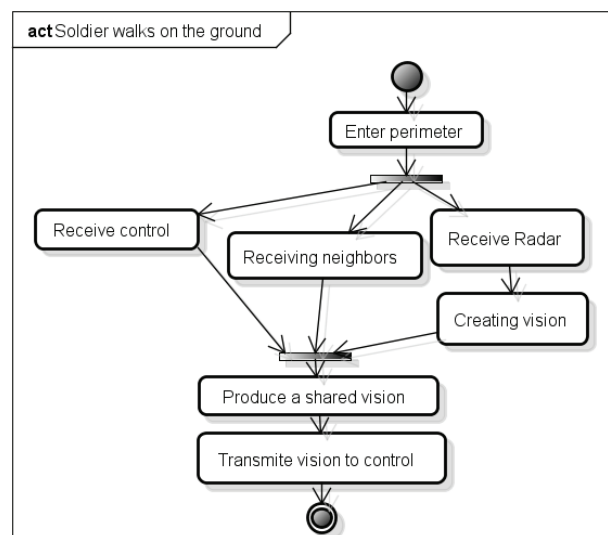 act Soldier walks on the ground
Enter perimeter
Receive control
Receiving neighbors
Receive Radar
Creating vision
Produce a shared vision
Transmite vision to control